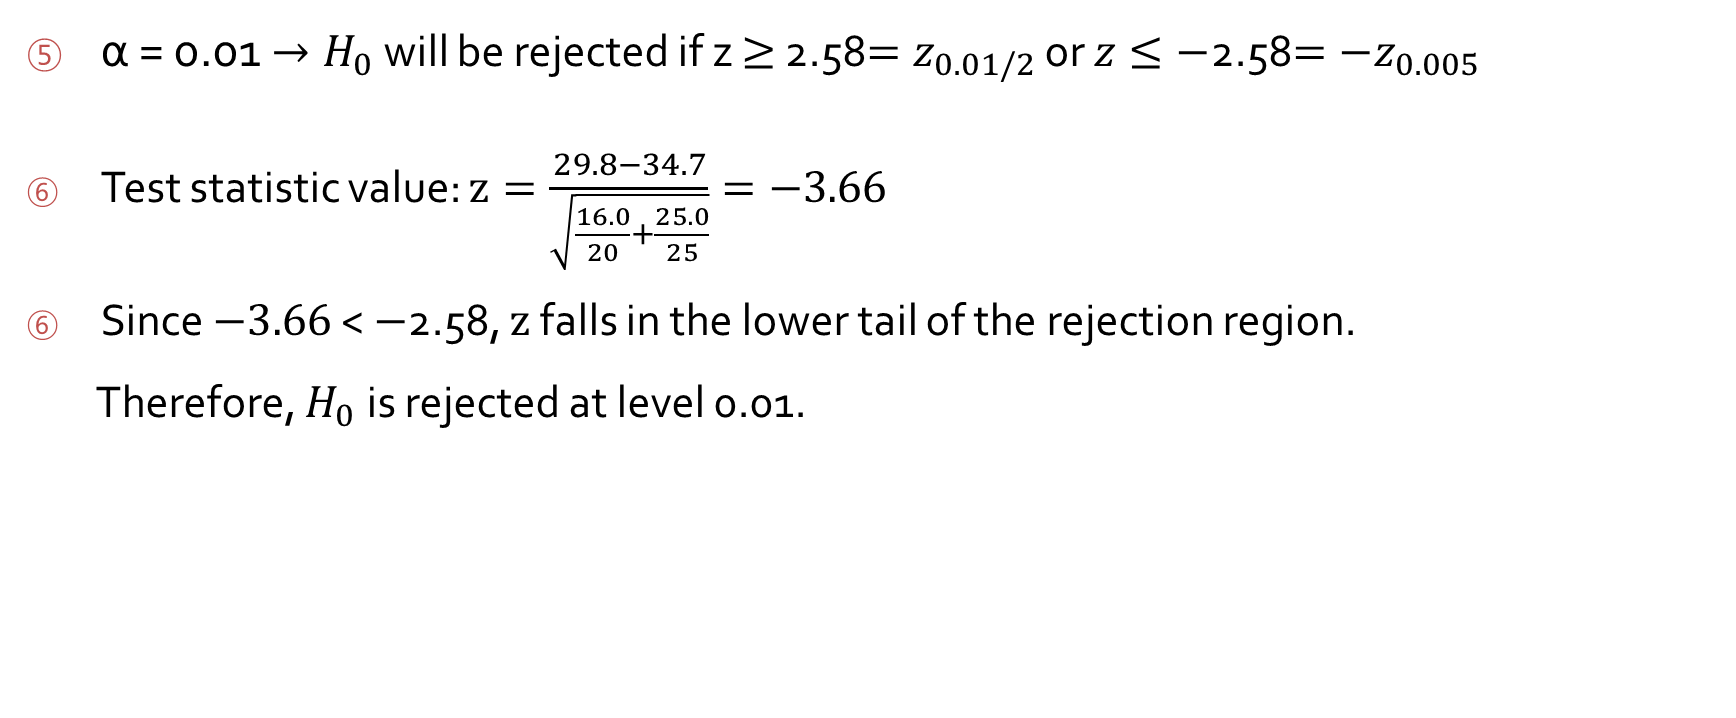 ⑤ α = 0.01 → H₀ will be rejected if z ≥ 2.58= z₀.₀₁/₂ or z ≤ −2.58= −z₀.₀₀₅
⑥ Test statistic value: z = (29.8−34.7)/√(16.0/20+25.0/25) = −3.66
⑥ Since −3.66 < −2.58, z falls in the lower tail of the rejection region.
Therefore, H₀ is rejected at level 0.01.